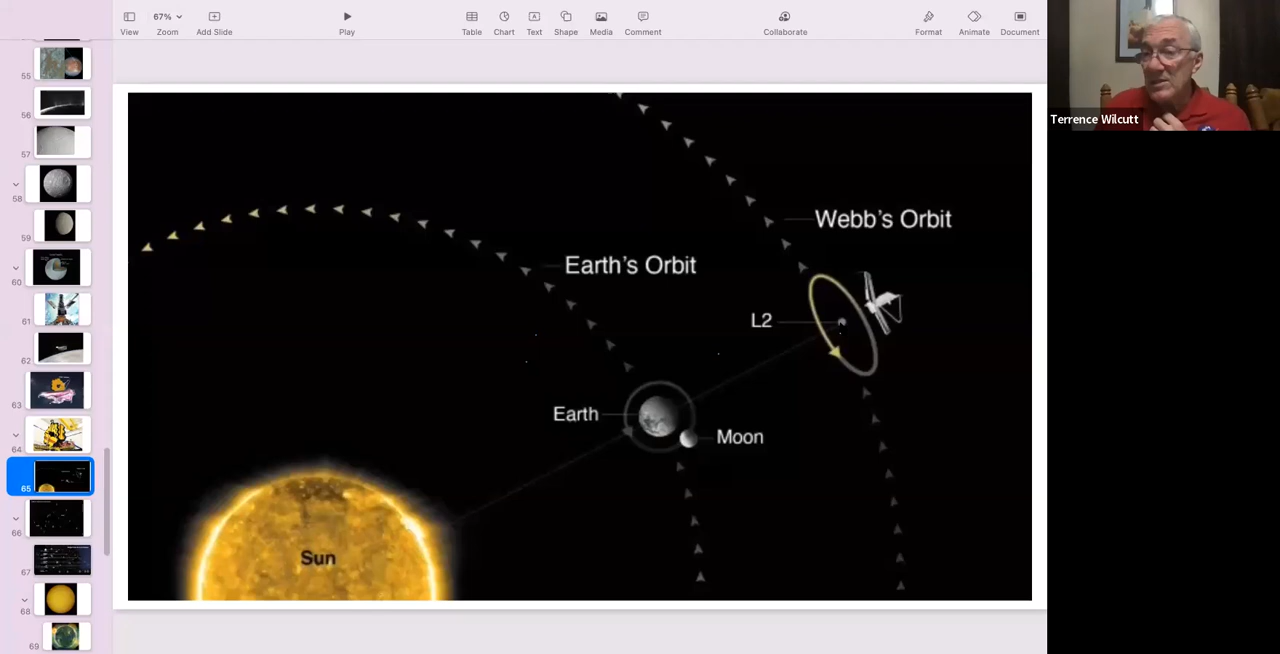 67%
View
Zoom
Add Slide
Play
Table
Chart
Text
Shape
Media
Comment
Collaborate
Format
Animate
Document
55
56
57
58
59
60
61
62
63
64
65
66
67
68
69
Webb's Orbit
Earth's Orbit
L2
Earth
Moon
Sun
Terrence Wilcutt